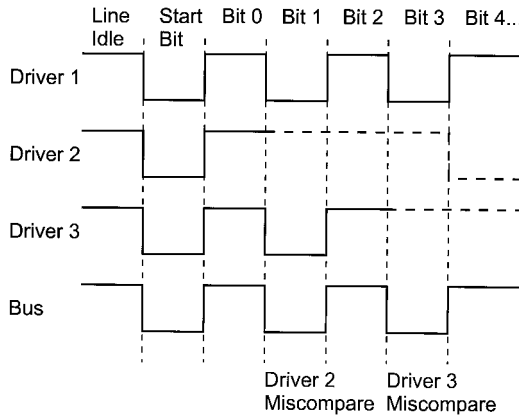 Line Idle
Start Bit
Bit 0
Bit 1
Bit 2
Bit 3
Bit 4..
Driver 1
Driver 2
Driver 3
Bus
Driver 2
Miscompare
Driver 3
Miscompare